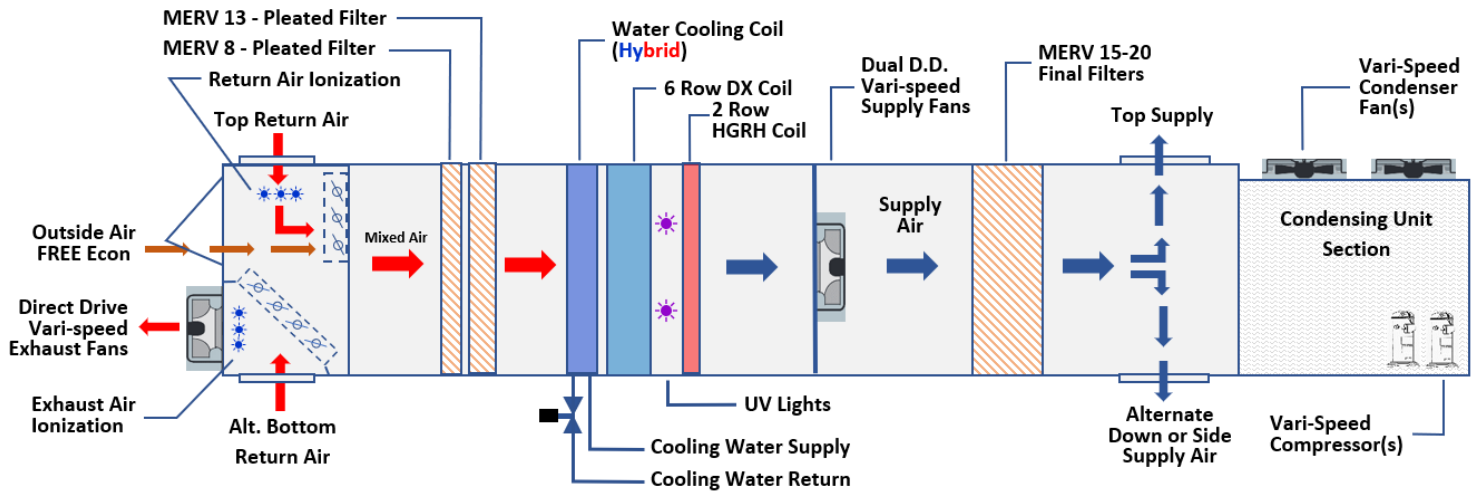 MERV 13 - Pleated Filter
MERV 8 - Pleated Filter
Return Air Ionization
Top Return Air
Outside Air
FREE Econ
Direct Drive
Vari-speed
Exhaust Fans
Exhaust Air
Ionization
Alt. Bottom
Return Air
Mixed Air
Water Cooling Coil
(Hybrid)
6 Row DX Coil
2 Row
HGRH Coil
UV Lights
Cooling Water Supply
Cooling Water Return
Dual D.D.
Vari-speed
Supply Fans
Supply
Air
MERV 15-20
Final Filters
Top Supply
Alternate
Down or Side
Supply Air
Vari-Speed
Condenser
Fan(s)
Condensing Unit
Section
Vari-Speed
Compressor(s)